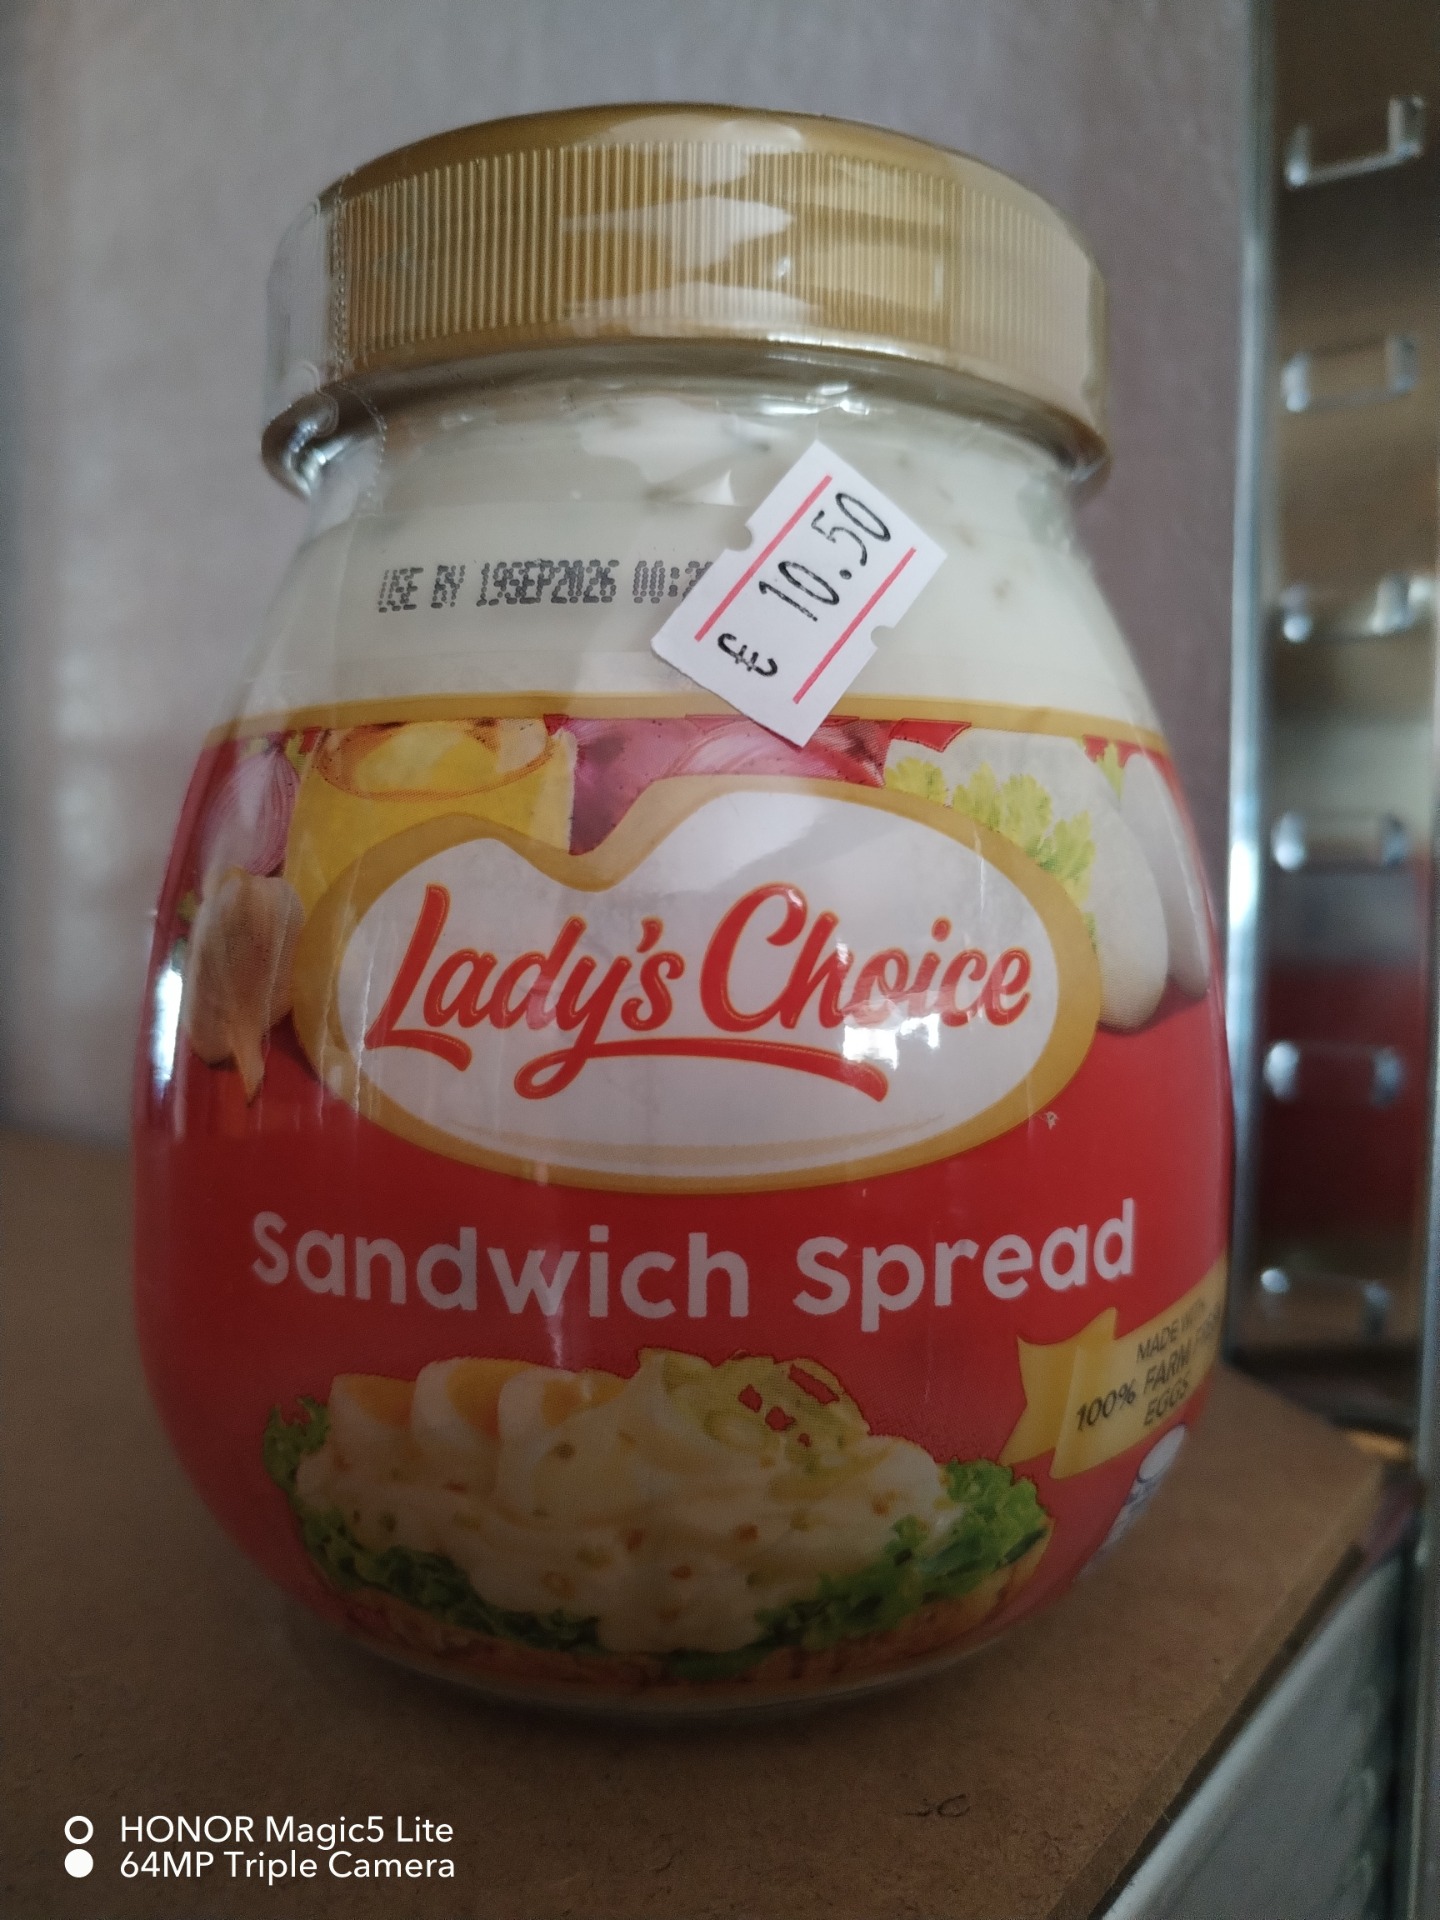 USE BY 19SEP2026 00:2
€ 10.50
Lady's Choice
Sandwich Spread
MADE WITH
100% FARM
EGGS
HONOR Magic5 Lite
64MP Triple Camera